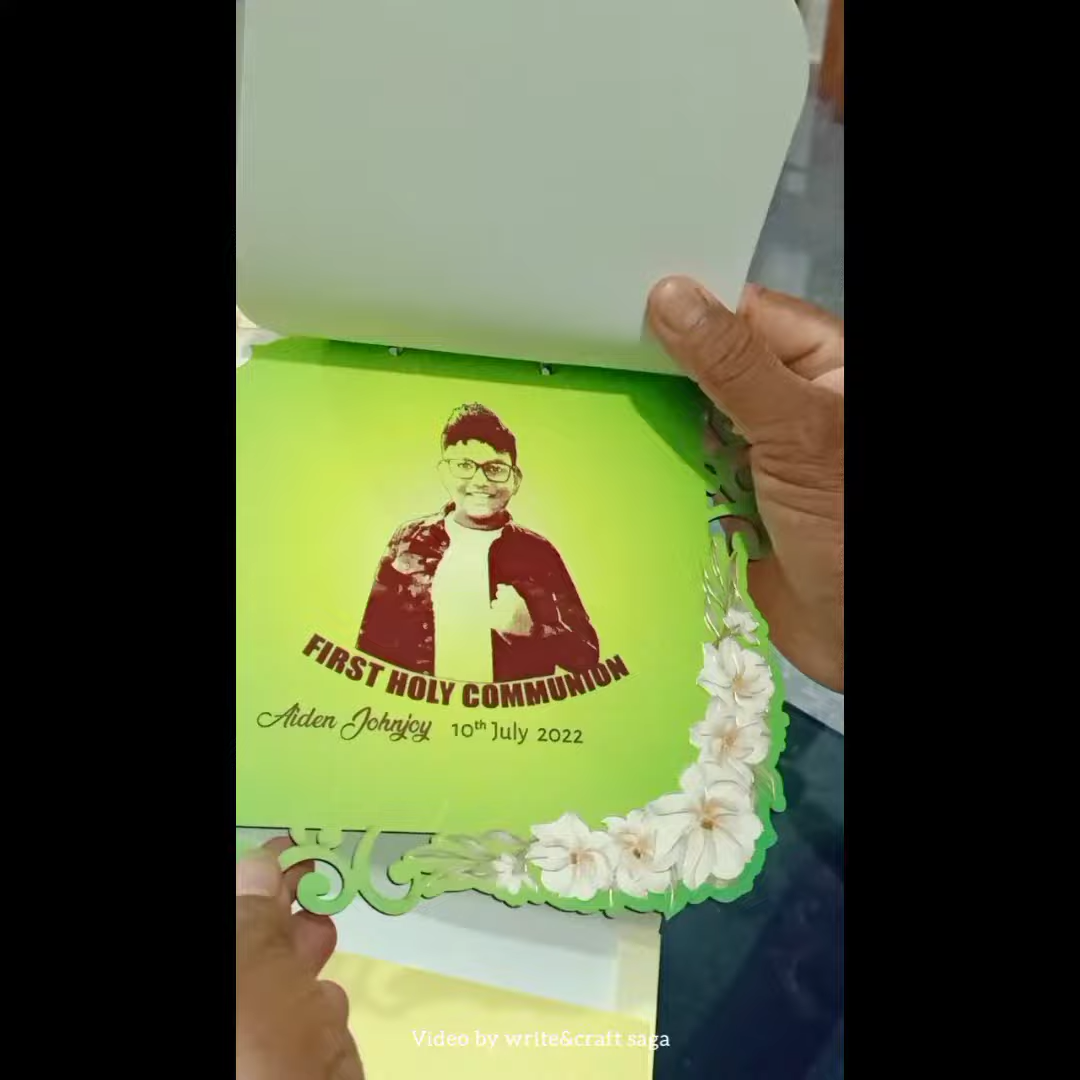 FIRST HOLY COMMUNION
Aiden Johnjoy 10th July 2022
Video by write&craft saga